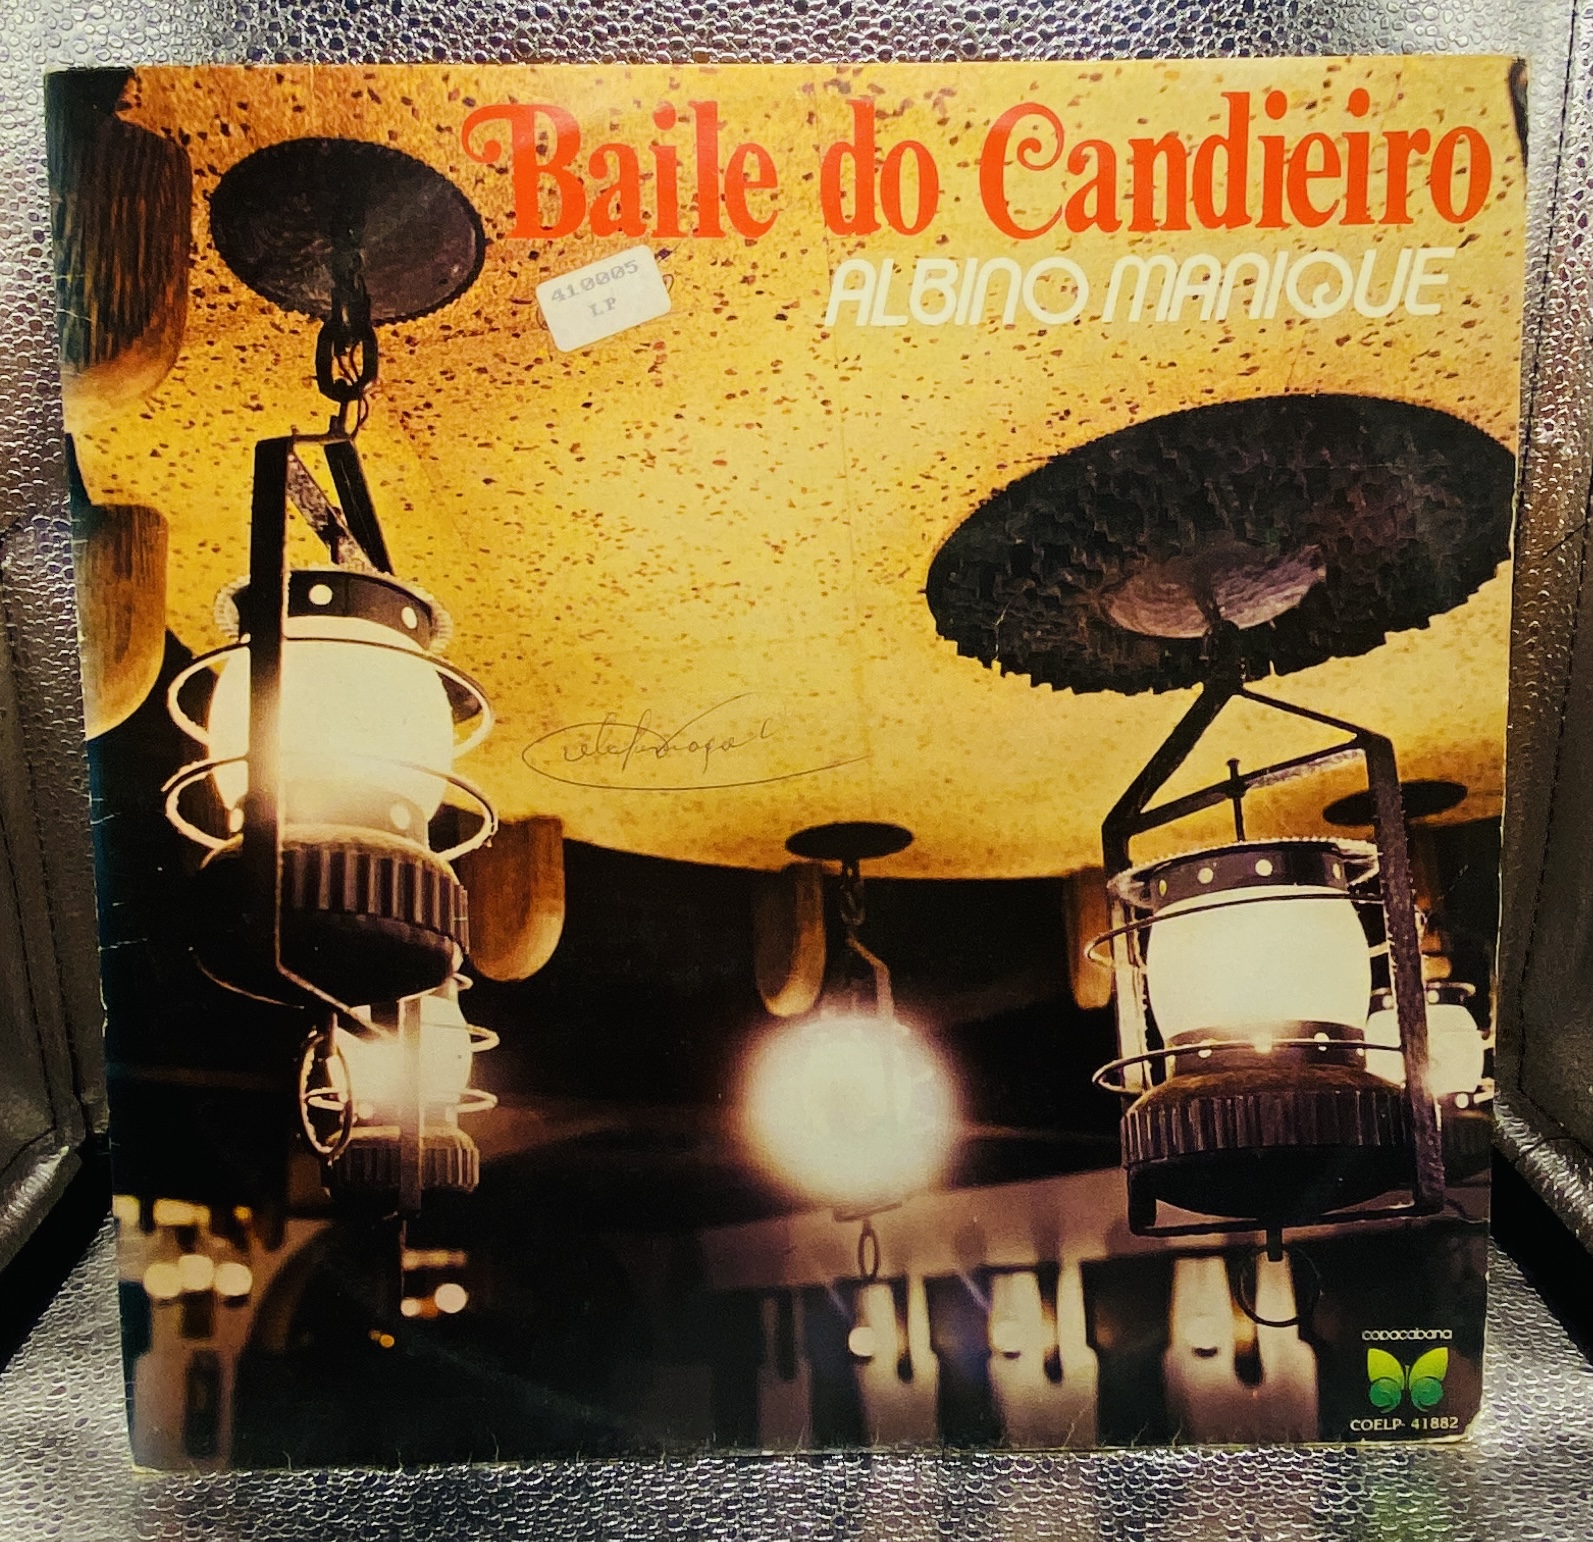 Baile do Candieiro
ALBINO MANIQUE
410005
LP
copacabana
COELP- 41882